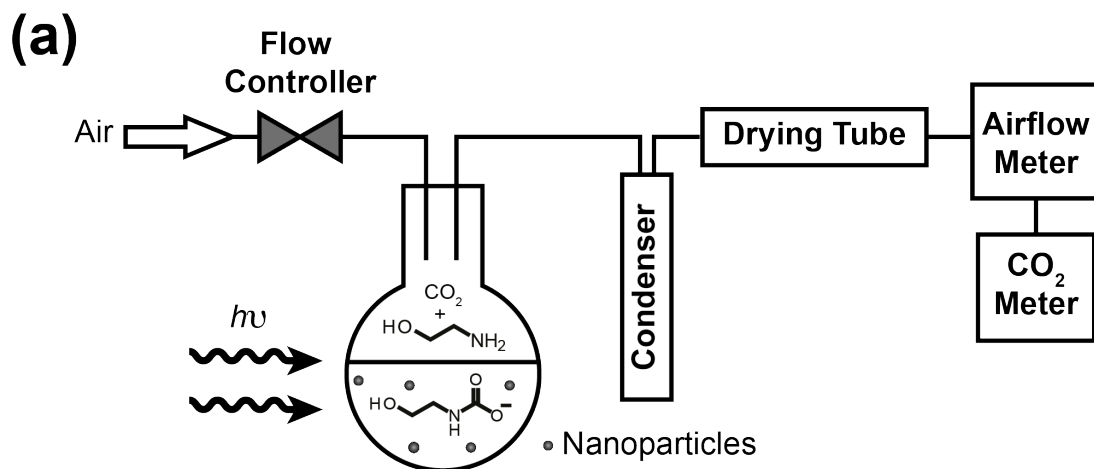 (a)
Flow
Controller
Air
Drying Tube
Airflow
Meter
Condenser
CO₂
Meter
CO₂
+
HO
NH₂
hυ
O
HO
N
H
O⁻
Nanoparticles